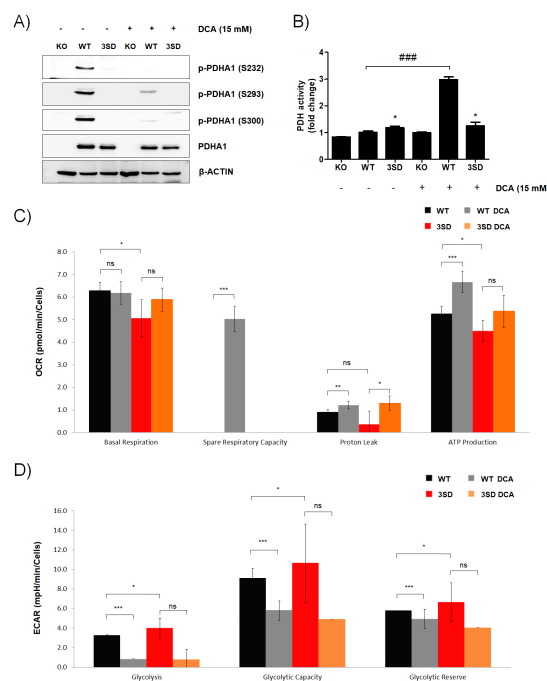 A)
DCA (15 mM)
KO WT 3SD KO WT 3SD
- - - + + +
p-PDHA1 (S232)
p-PDHA1 (S293)
p-PDHA1 (S300)
PDHA1
β-ACTIN
B)
PDH activity
(fold change)
4
3
2
1
0
###
*
*
KO WT 3SD KO WT 3SD
- - - + + + DCA (15 mM
C)
WT WT DCA
3SD 3SD DCA
OCR (pmol/min/Cells)
8.0
7.0
6.0
5.0
4.0
3.0
2.0
1.0
0.0
* ns ns
***
ns ** *
* *** ns
Basal Respiration Spare Respiratory Capacity Proton Leak ATP Production
D)
WT WT DCA
3SD 3SD DCA
ECAR (mpH/min/Cells)
16.0
14.0
12.0
10.0
8.0
6.0
4.0
2.0
0.0
* *** ns
* *** ns
* *** ns
Glycolysis Glycolytic Capacity Glycolytic Reserve